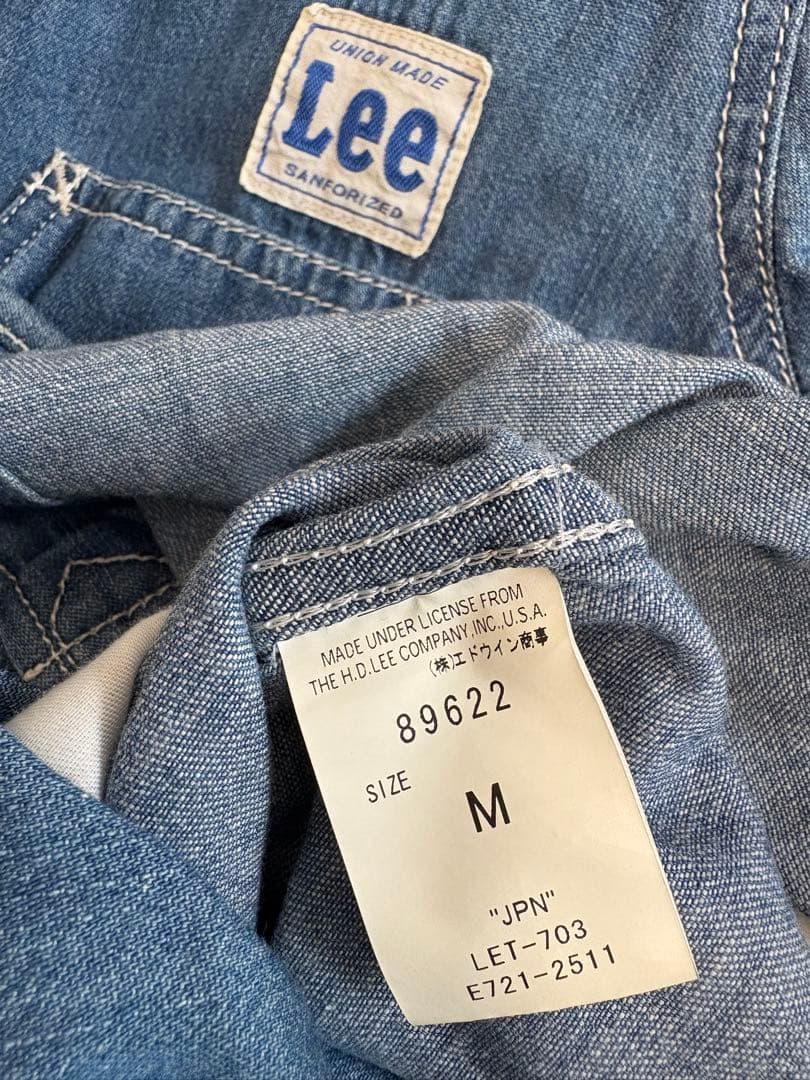 UNION MADE
Lee
SANFORIZED
MADE UNDER LICENSE FROM
THE H.D.LEE COMPANY,INC.,U.S.A.
(株)エドウイン商事
89622
SIZE
M
"JPN"
LET-703
E721-2511